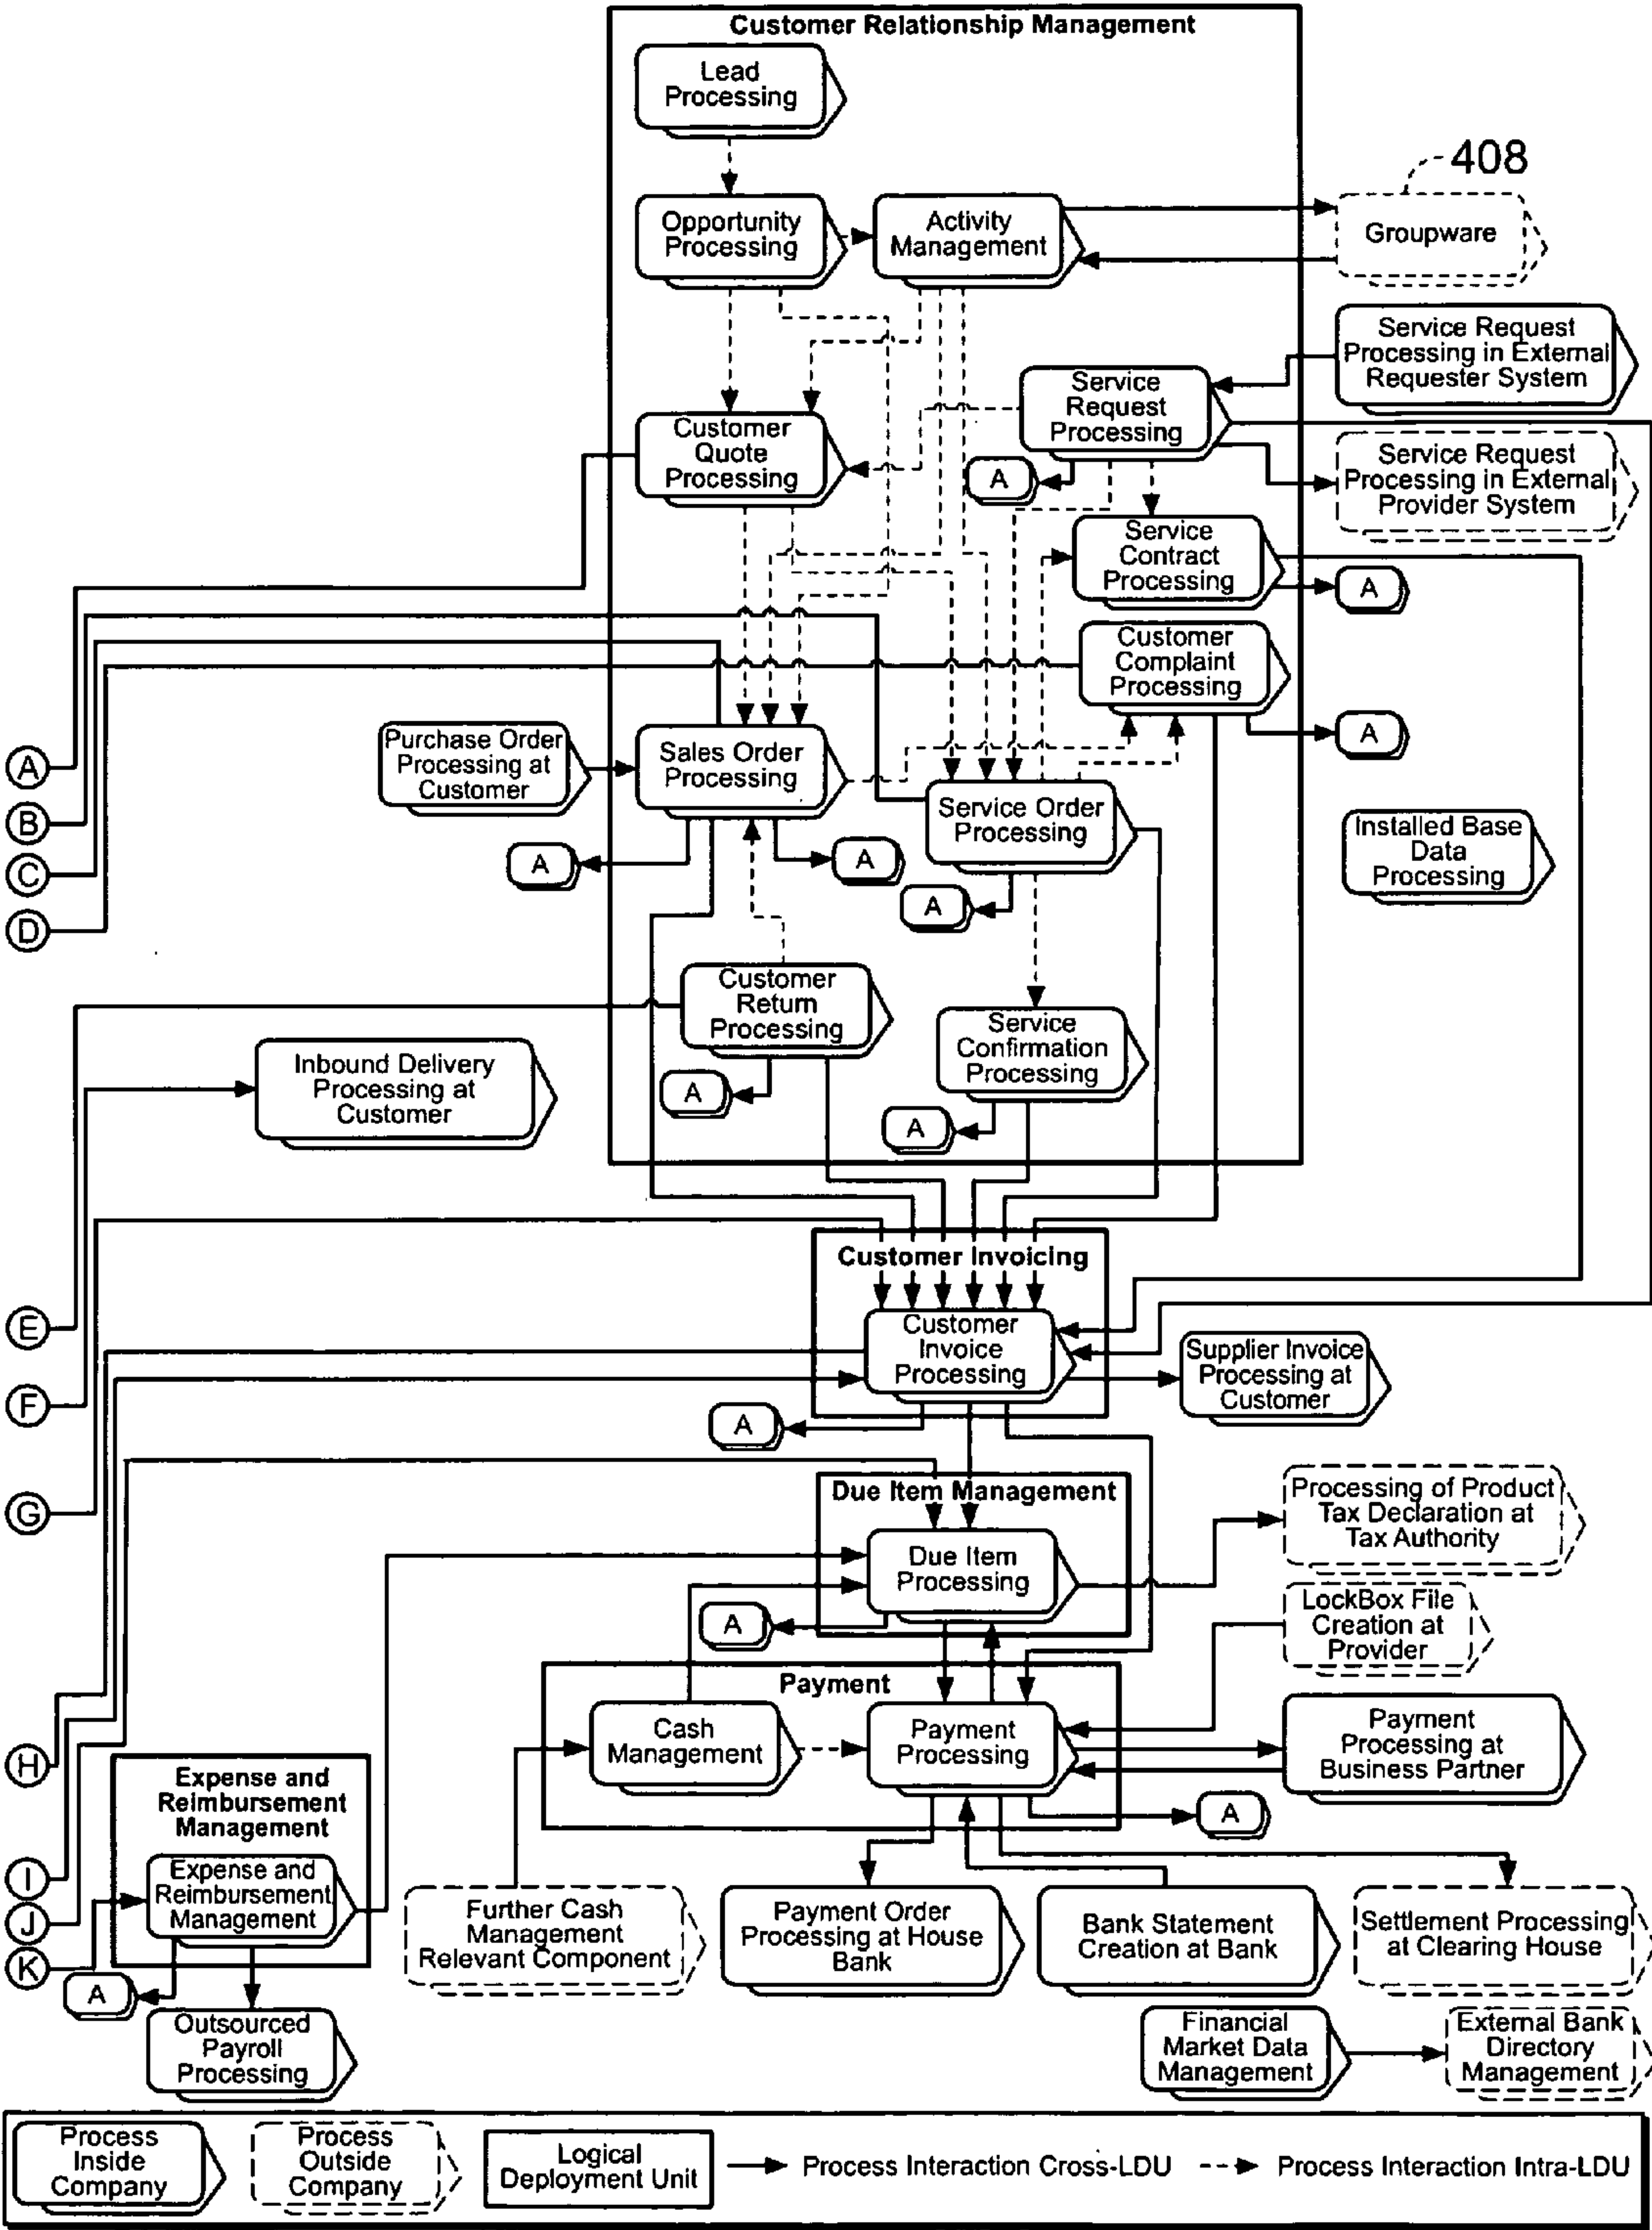 Customer Relationship Management
Lead
Processing
408
Opportunity
Processing
Activity
Management
Groupware
Service Request
Processing in External
Requester System
Service
Request
Processing
Customer
Quote
Processing
A
Service Request
Processing in External
Provider System
Service
Contract
Processing
A
Customer
Complaint
Processing
A
Purchase Order
Processing at
Customer
Sales Order
Processing
Service Order
Processing
Installed Base
Data
Processing
A
B
C
D
A
A
A
Customer
Return
Processing
Service
Confirmation
Processing
Inbound Delivery
Processing at
Customer
A
A
Customer Invoicing
Customer
Invoice
Processing
Supplier Invoice
Processing at
Customer
E
F
G
A
Due Item Management
Due Item
Processing
Processing of Product
Tax Declaration at
Tax Authority
A
LockBox File
Creation at
Provider
Payment
Cash
Management
Payment
Processing
Payment
Processing at
Business Partner
A
H
I
J
K
Expense and
Reimbursement
Management
Expense and
Reimbursement
Management
A
Outsourced
Payroll
Processing
Further Cash
Management
Relevant Component
Payment Order
Processing at House
Bank
Bank Statement
Creation at Bank
Settlement Processing
at Clearing House
Financial
Market Data
Management
External Bank
Directory
Management
Process
Inside
Company
Process
Outside
Company
Logical
Deployment Unit
Process Interaction Cross-LDU
Process Interaction Intra-LDU